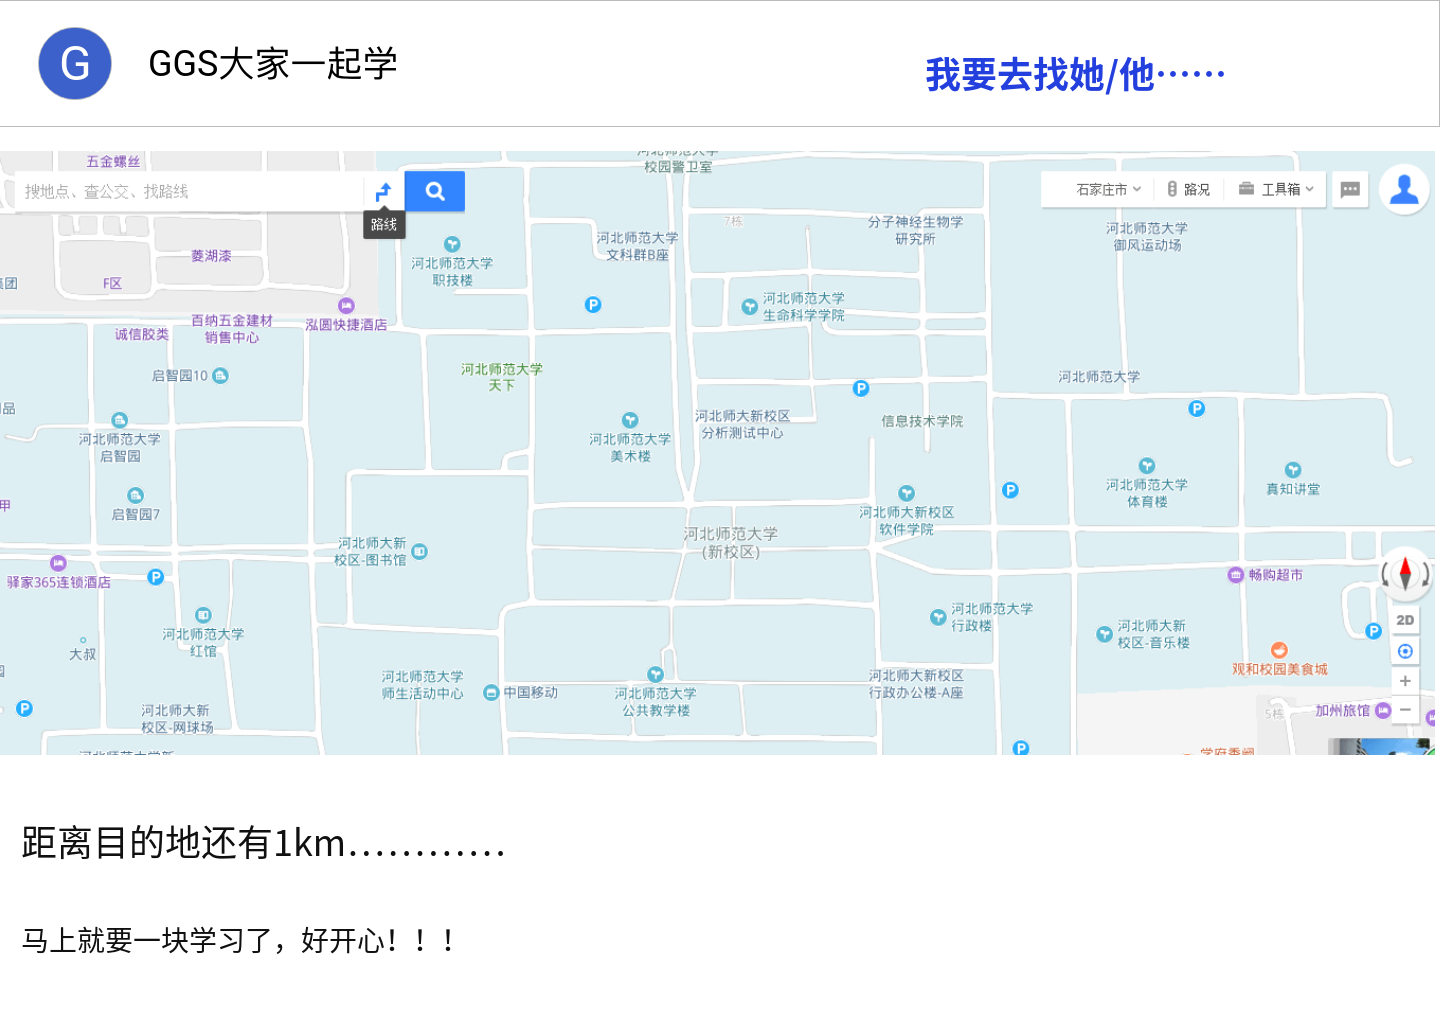 G
GGS大家一起学
我要去找她/他……
五金螺丝
校园警卫室
搜地点、查公交、找路线
路线
石家庄市
路况
工具箱
7栋
分子神经生物学
研究所
河北师范大学
御风运动场
河北师范大学
文科群B座
菱湖漆
河北师范大学
职技楼
F区
集团
河北师范大学
生命科学学院
百纳五金建材
销售中心
泓圆快捷酒店
诚信胶类
启智园10
河北师范大学
天下
河北师范大学
河北师大新校区
分析测试中心
信息技术学院
河北师范大学
启智园
河北师范大学
美术楼
河北师范大学
体育楼
真知讲堂
启智园7
甲
河北师大新校区
软件学院
河北师范大学
(新校区)
河北师大新
校区-图书馆
驿家365连锁酒店
畅购超市
2D
河北师范大学
红馆
河北师范大学
行政楼
河北师大新
校区-音乐楼
大叔
观和校园美食城
河北师范大学
师生活动中心
中国移动
河北师范大学
公共教学楼
河北师大新校区
行政办公楼-A座
河北师大新
校区-网球场
5栋
加州旅馆
距离目的地还有1km…………
马上就要一块学习了，好开心！！！